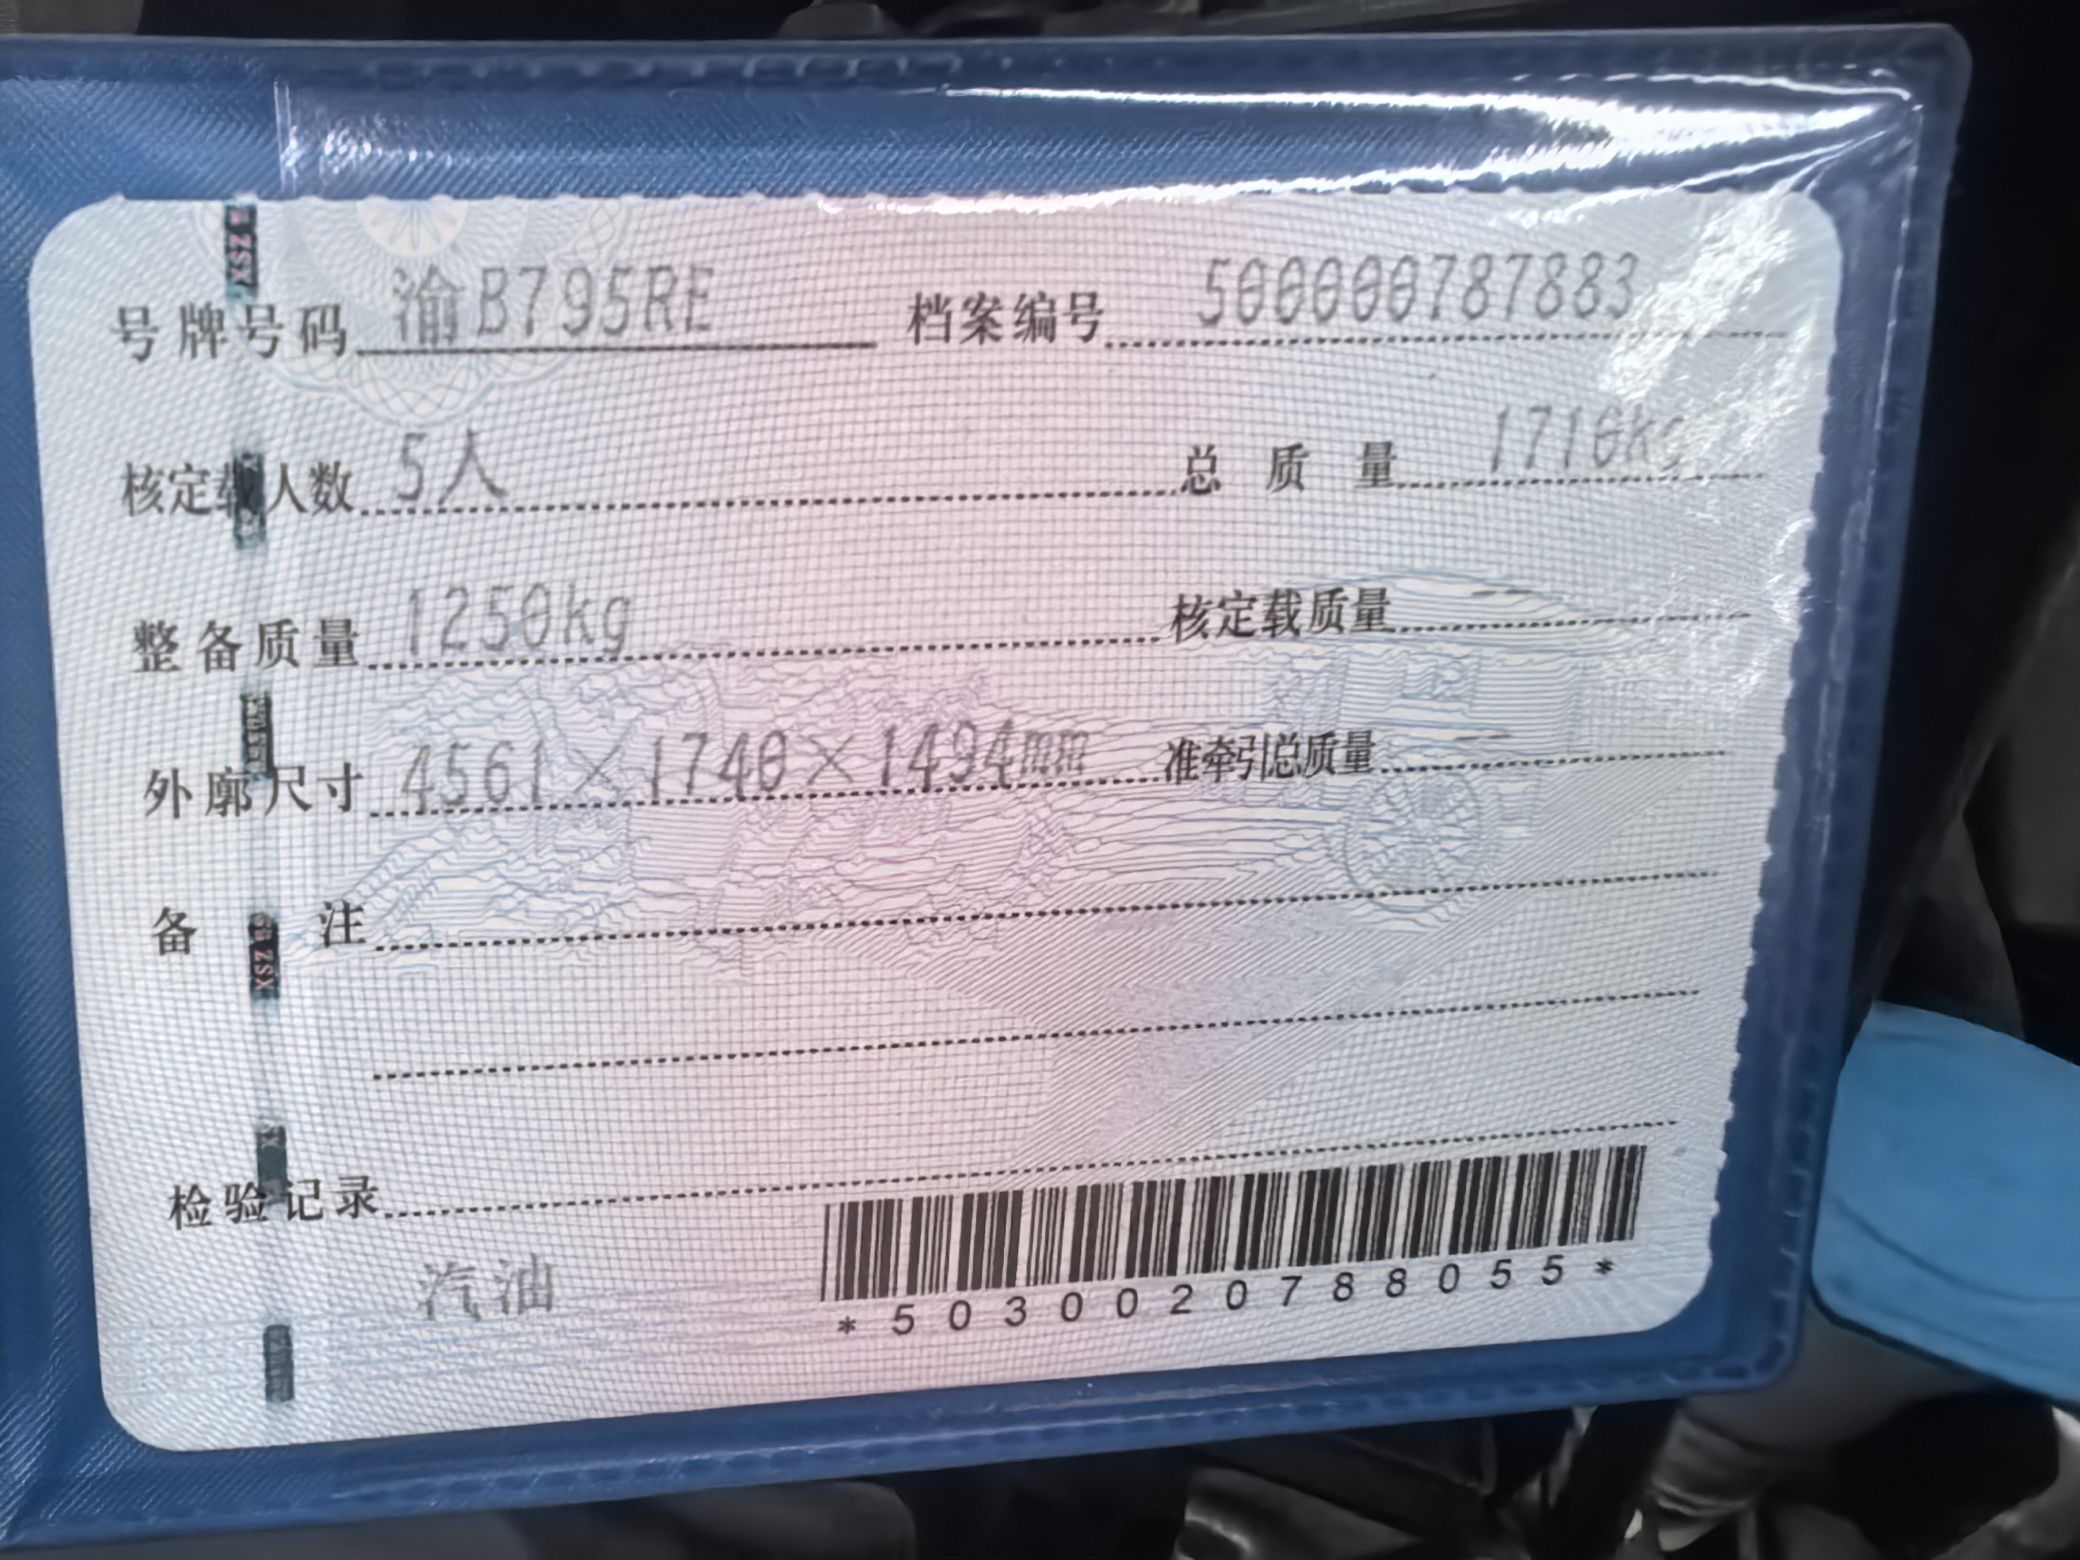 号牌号码 渝B795RE 档案编号 500000787883
核定载人数 5人 总质量 1710kg
整备质量 1250kg 核定载质量 --
外廓尺寸 4561×1740×1494mm 准牵引总质量 --
备注
检验记录
汽油
*5030020788055*